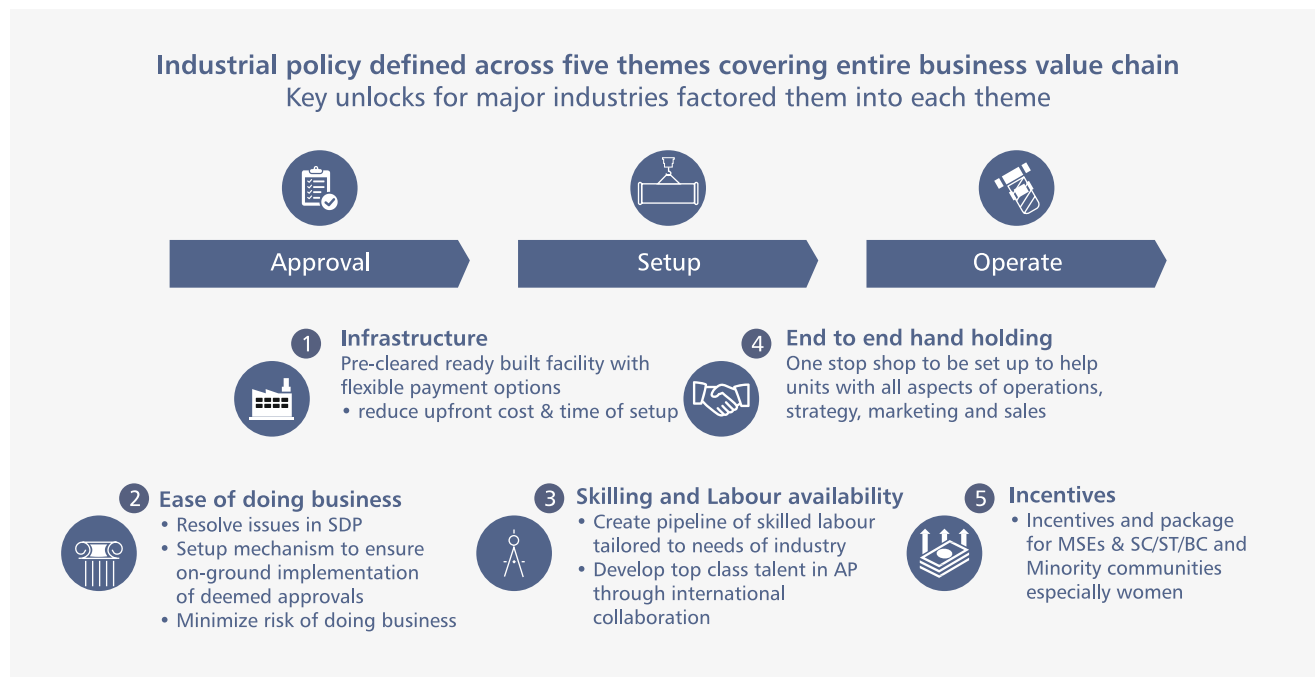 Industrial policy defined across five themes covering entire business value chain
Key unlocks for major industries factored them into each theme
Approval
Setup
Operate
1
Infrastructure
Pre-cleared ready built facility with
flexible payment options
• reduce upfront cost & time of setup
4
End to end hand holding
One stop shop to be set up to help
units with all aspects of operations,
strategy, marketing and sales
2
Ease of doing business
• Resolve issues in SDP
• Setup mechanism to ensure
on-ground implementation
of deemed approvals
• Minimize risk of doing business
3
Skilling and Labour availability
• Create pipeline of skilled labour
tailored to needs of industry
• Develop top class talent in AP
through international
collaboration
5
Incentives
• Incentives and package
for MSEs & SC/ST/BC and
Minority communities
especially women